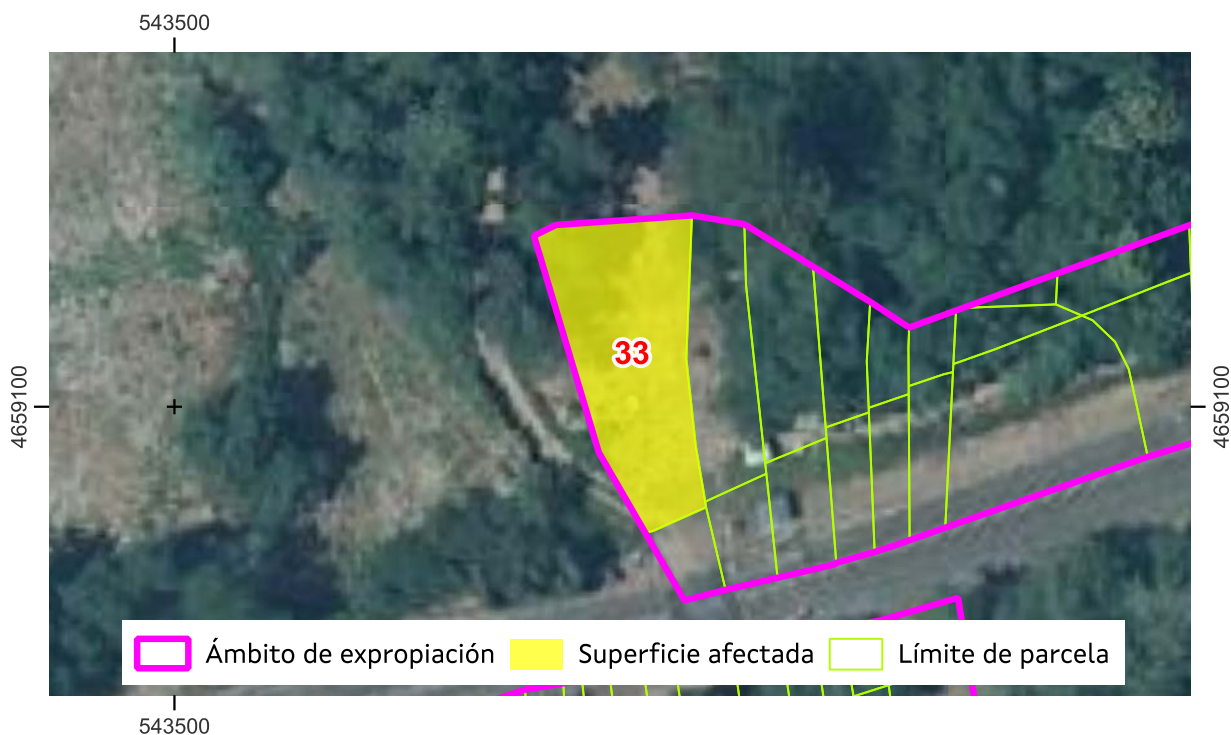 543500
4659100
4659100
33
Ámbito de expropiación
Superficie afectada
Límite de parcela
543500